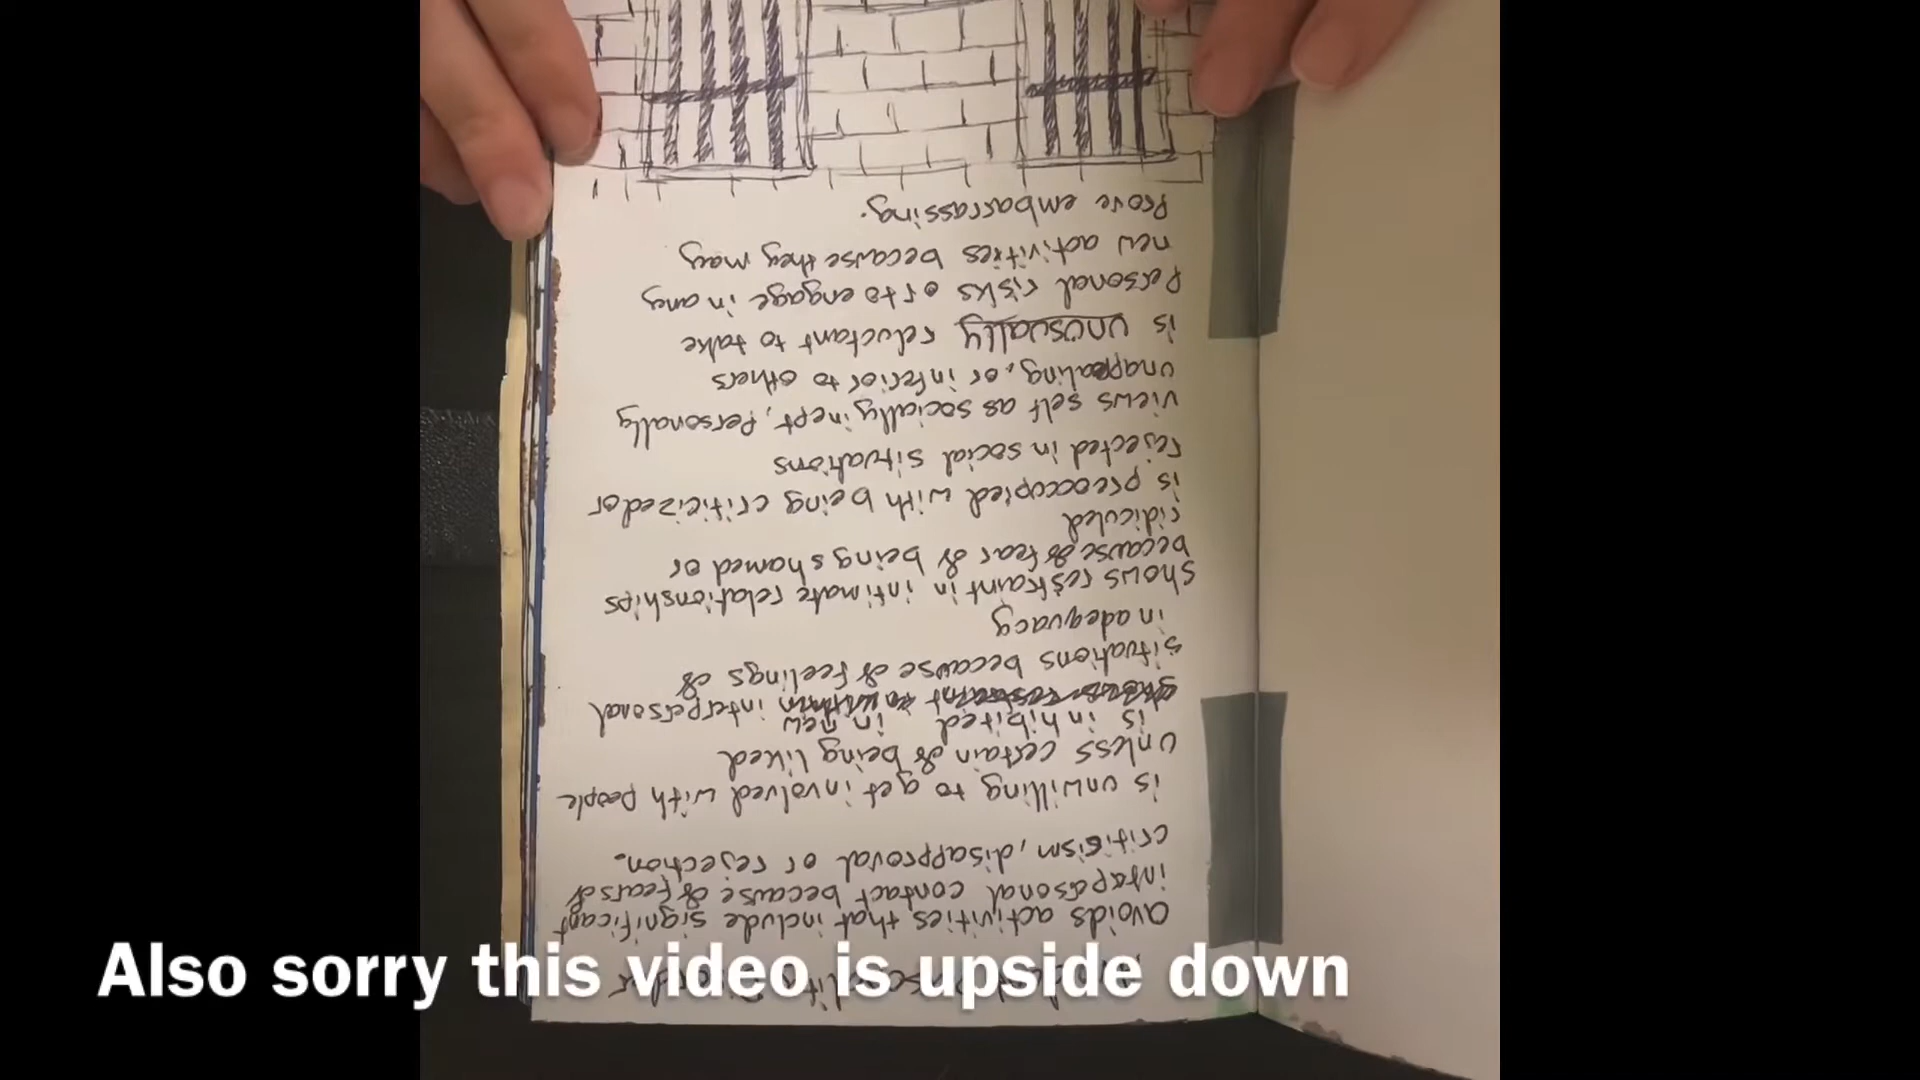 Personality Disorder
avoids activities that include significant
intrapersonal contact because of fears of
criticism, disapproval or rejection.
is unwilling to get involved with people
unless certain of being liked
is inhibited in new interpersonal
situations because of feelings of
inadequacy
shows restraint in intimate relationships
because of fear of being shamed or
ridiculed
is preoccupied with being criticized or
rejected in social situations
views self as socially inept, Personally
unappealing, or inferior to others
is unusually reluctant to take
Personal risks or to engage in any
new activities because they may
Prove embarrassing.
Also sorry this video is upside down